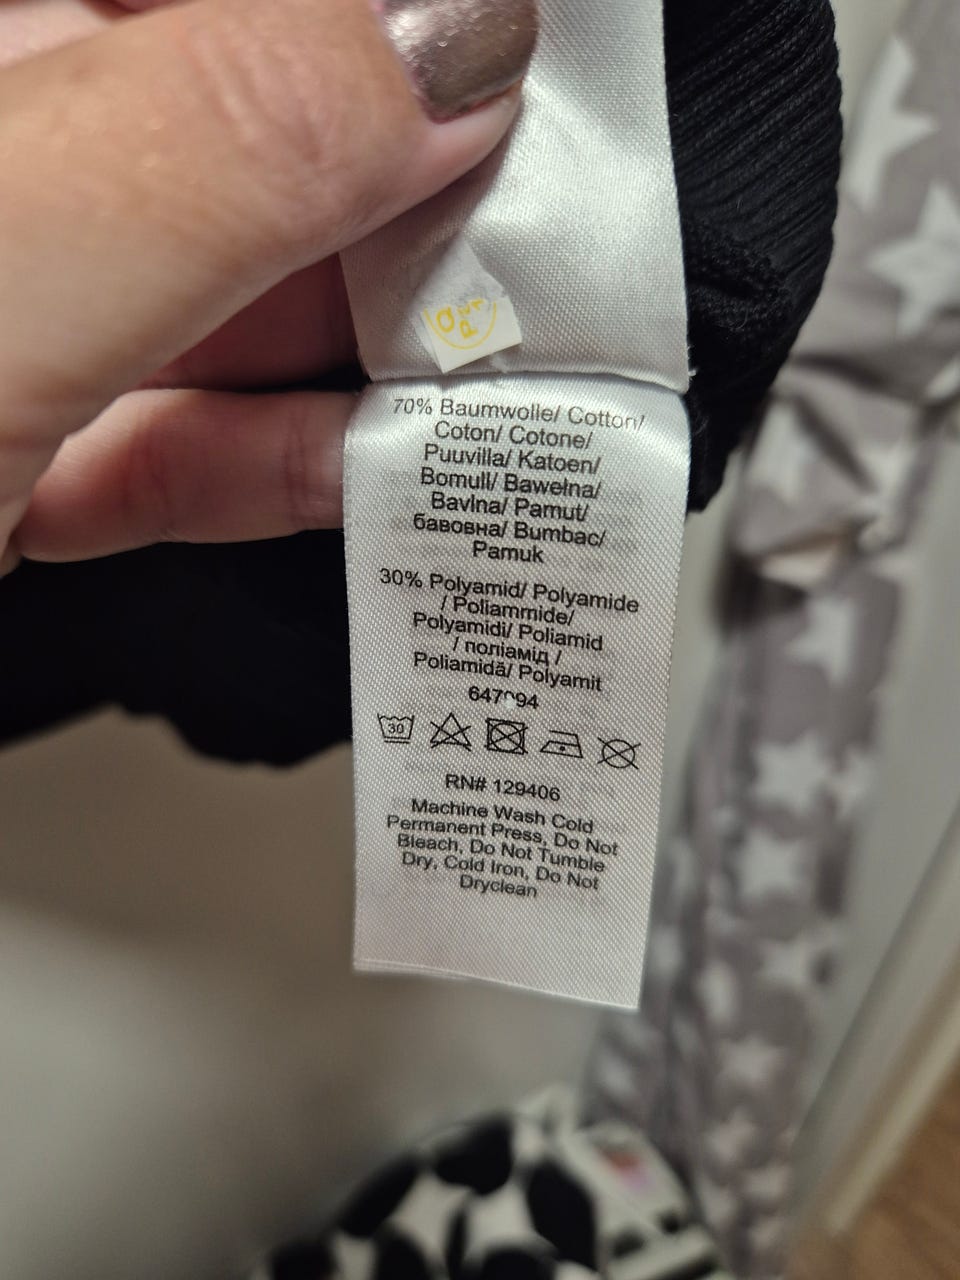 70% Baumwolle/ Cotton/
Coton/ Cotone/
Puuvilla/ Katoen/
Bomull/ Bawełna/
Bavlna/ Pamut/
бавовна/ Bumbac/
Pamuk
30% Polyamid/ Polyamide
/ Poliammide/
Polyamidi/ Poliamid
/ поліамід /
Poliamidă/ Polyamit
30
RN# 129406
Machine Wash Cold
Permanent Press, Do Not
Bleach, Do Not Tumble
Dry, Cold Iron, Do Not
Dryclean